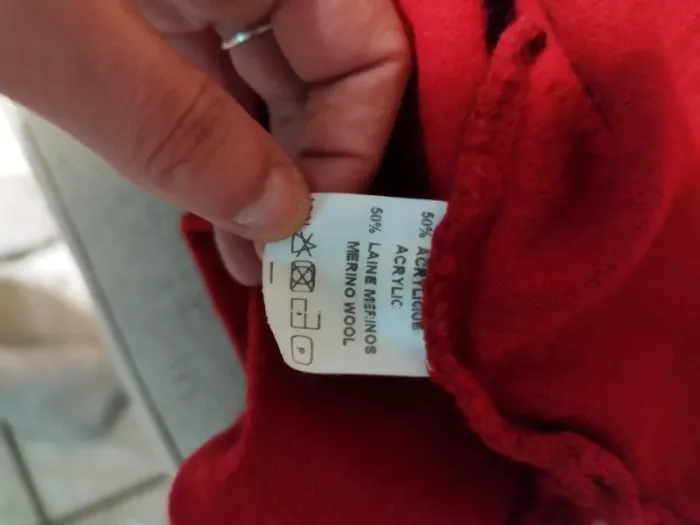 50% ACRYLIQUE
ACRYLIC
50% LAINE MERINOS
MERINO WOOL
P